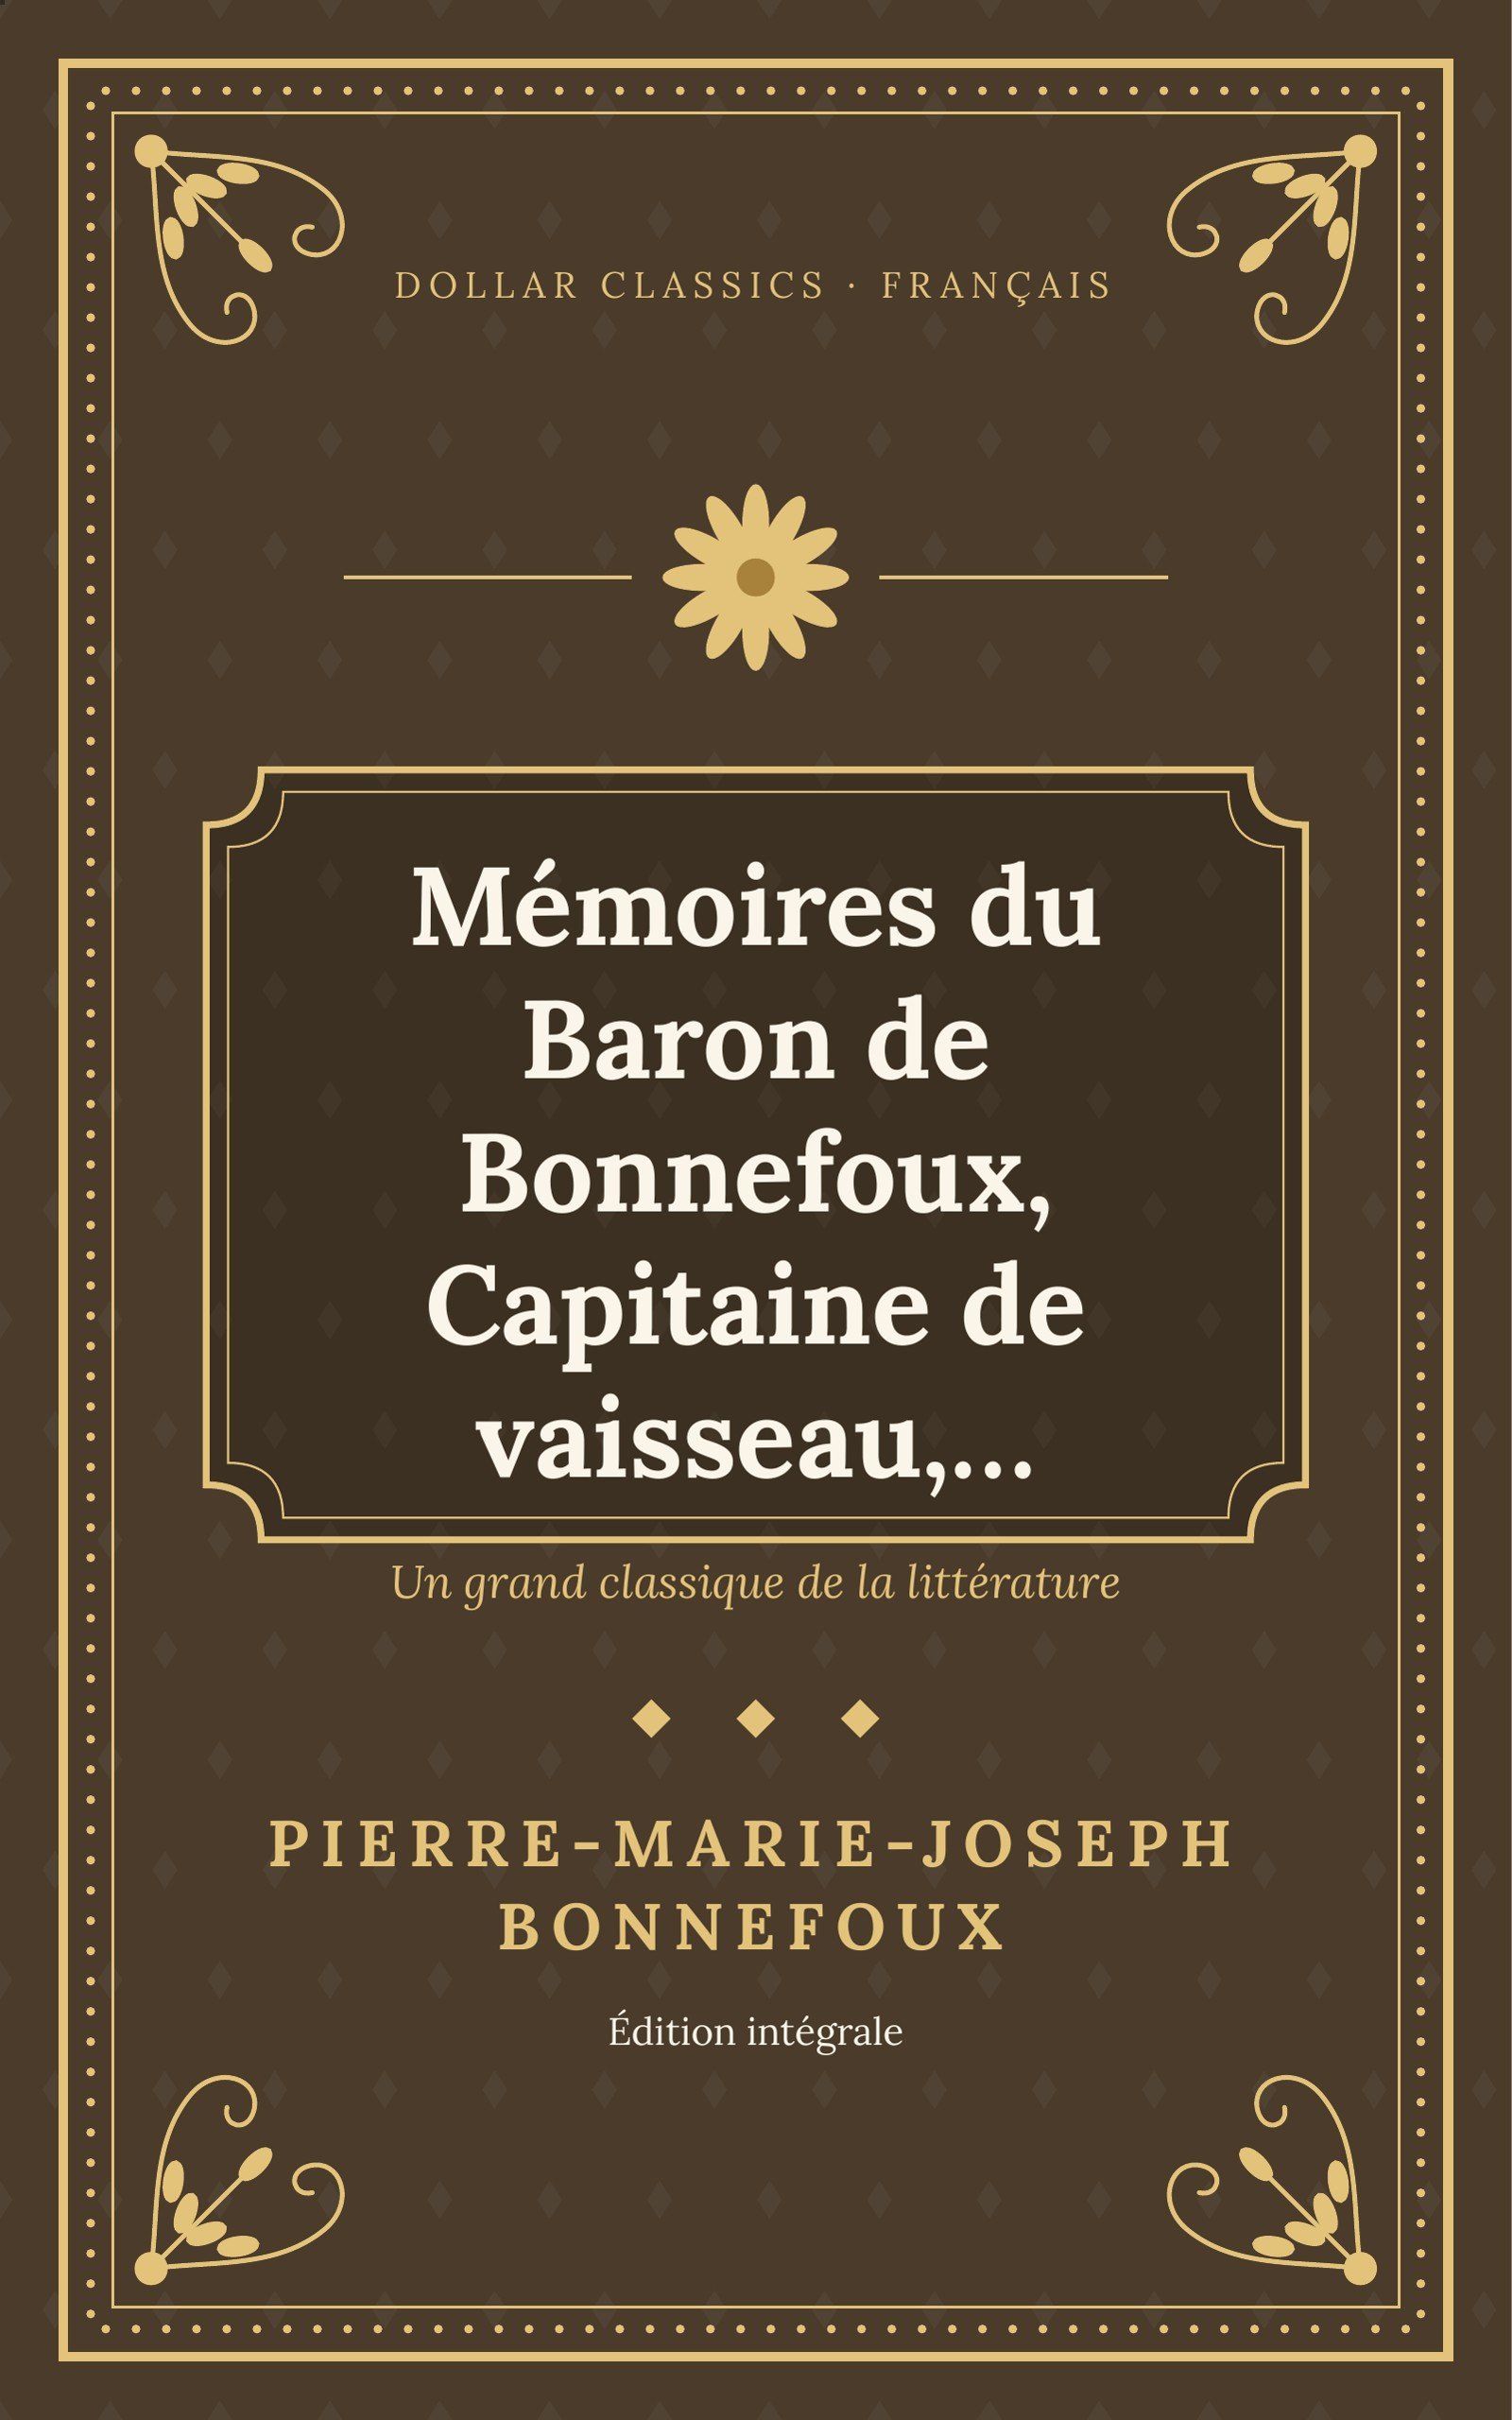 DOLLAR CLASSICS · FRANÇAIS
Mémoires du
Baron de
Bonnefoux,
Capitaine de
vaisseau,...
Un grand classique de la littérature
PIERRE-MARIE-JOSEPH
BONNEFOUX
Édition intégrale